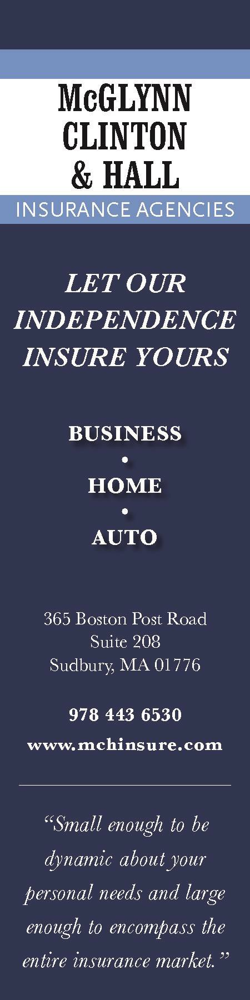 McGLYNN
CLINTON
& HALL
INSURANCE AGENCIES
LET OUR
INDEPENDENCE
INSURE YOURS
BUSINESS
•
HOME
•
AUTO
365 Boston Post Road
Suite 208
Sudbury, MA 01776
978 443 6530
www.mchinsure.com
“Small enough to be
dynamic about your
personal needs and large
enough to encompass the
entire insurance market.”